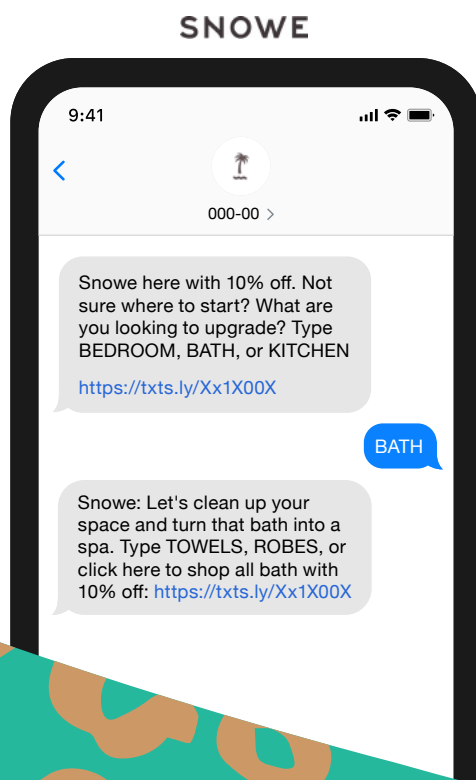 SNOWE
9:41
000-00
Snowe here with 10% off. Not
sure where to start? What are
you looking to upgrade? Type
BEDROOM, BATH, or KITCHEN
https://txts.ly/Xx1X00X
BATH
Snowe: Let's clean up your
space and turn that bath into a
spa. Type TOWELS, ROBES, or
click here to shop all bath with
10% off: https://txts.ly/Xx1X00X